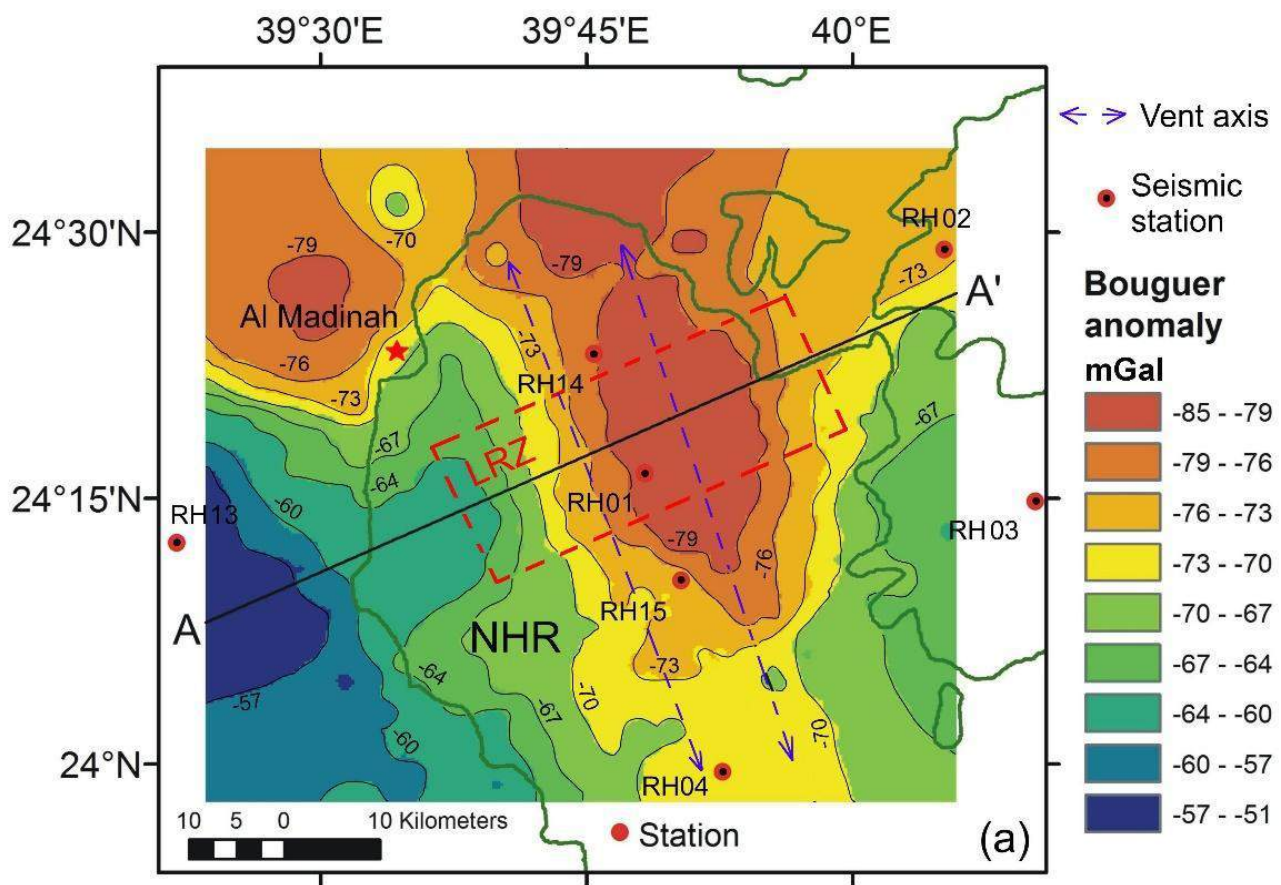 39°30'E
39°45'E
40°E
24°30'N
24°15'N
24°N
Vent axis
Seismic
station
Bouguer
anomaly
mGal
-85 - -79
-79 - -76
-76 - -73
-73 - -70
-70 - -67
-67 - -64
-64 - -60
-60 - -57
-57 - -51
RH02
-79
-70
-79
-73
A'
Al Madinah
-76
-73
-73
RH14
-67
-67
-64
LRZ
RH13
-60
RH01
RH03
-79
-76
A
NHR
RH15
-73
-64
-57
-70
-67
-60
-70
RH04
10 5 0 10 Kilometers
Station
(a)